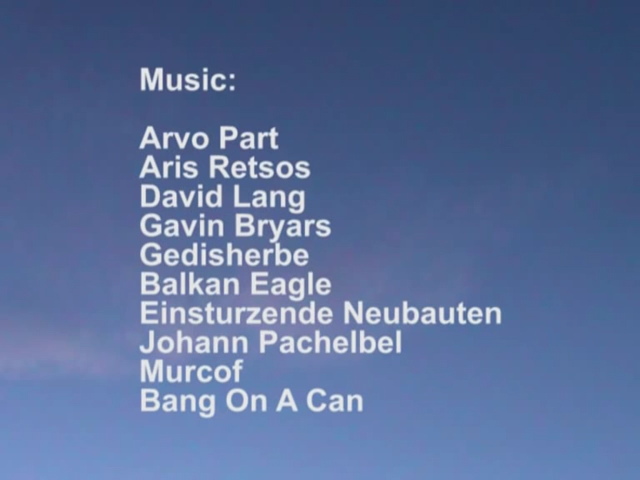 Music:
Arvo Part
Aris Retsos
David Lang
Gavin Bryars
Gedisherbe
Balkan Eagle
Einsturzende Neubauten
Johann Pachelbel
Murcof
Bang On A Can